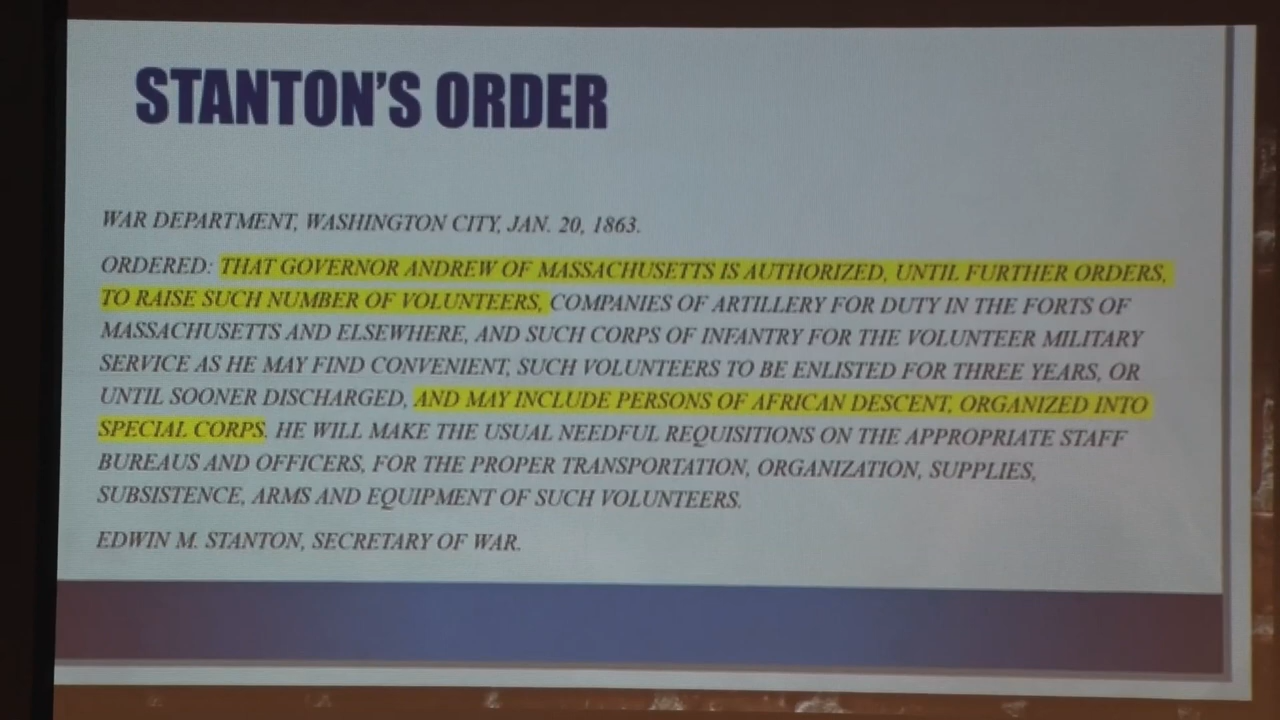 STANTON'S ORDER
WAR DEPARTMENT, WASHINGTON CITY, JAN. 20, 1863.
ORDERED: THAT GOVERNOR ANDREW OF MASSACHUSETTS IS AUTHORIZED, UNTIL FURTHER ORDERS,
TO RAISE SUCH NUMBER OF VOLUNTEERS, COMPANIES OF ARTILLERY FOR DUTY IN THE FORTS OF
MASSACHUSETTS AND ELSEWHERE, AND SUCH CORPS OF INFANTRY FOR THE VOLUNTEER MILITARY
SERVICE AS HE MAY FIND CONVENIENT, SUCH VOLUNTEERS TO BE ENLISTED FOR THREE YEARS, OR
UNTIL SOONER DISCHARGED, AND MAY INCLUDE PERSONS OF AFRICAN DESCENT, ORGANIZED INTO
SPECIAL CORPS. HE WILL MAKE THE USUAL NEEDFUL REQUISITIONS ON THE APPROPRIATE STAFF
BUREAUS AND OFFICERS, FOR THE PROPER TRANSPORTATION, ORGANIZATION, SUPPLIES,
SUBSISTENCE, ARMS AND EQUIPMENT OF SUCH VOLUNTEERS.
EDWIN M. STANTON, SECRETARY OF WAR.